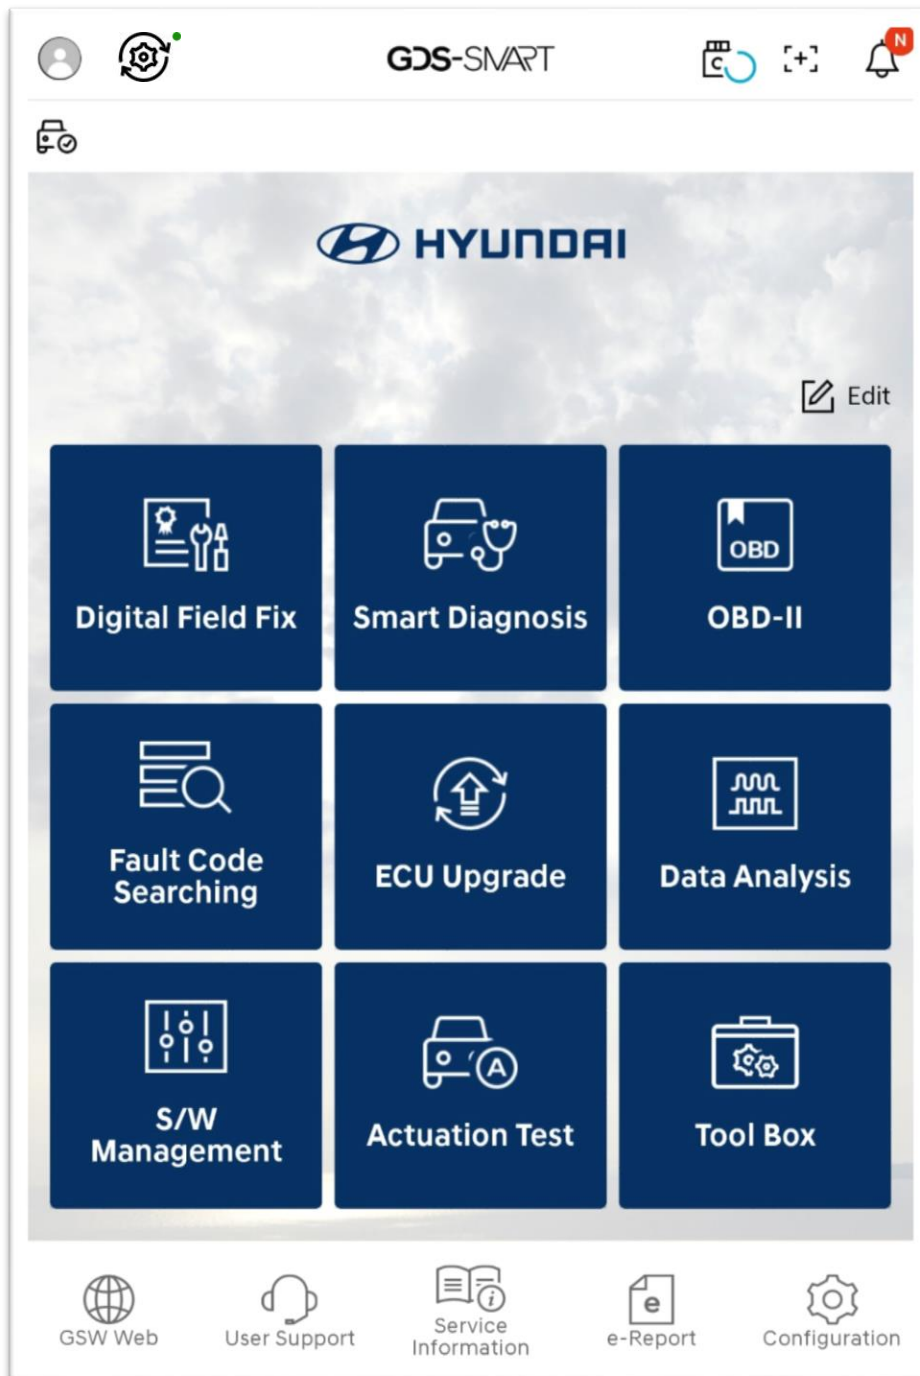 GDS-SMART
N
C
HYUNDAI
Edit
OBD
Digital Field Fix
Smart Diagnosis
OBD-II
Fault Code
Searching
ECU Upgrade
Data Analysis
A
S/W
Management
Actuation Test
Tool Box
e
GSW Web
User Support
Service
Information
e-Report
Configuration